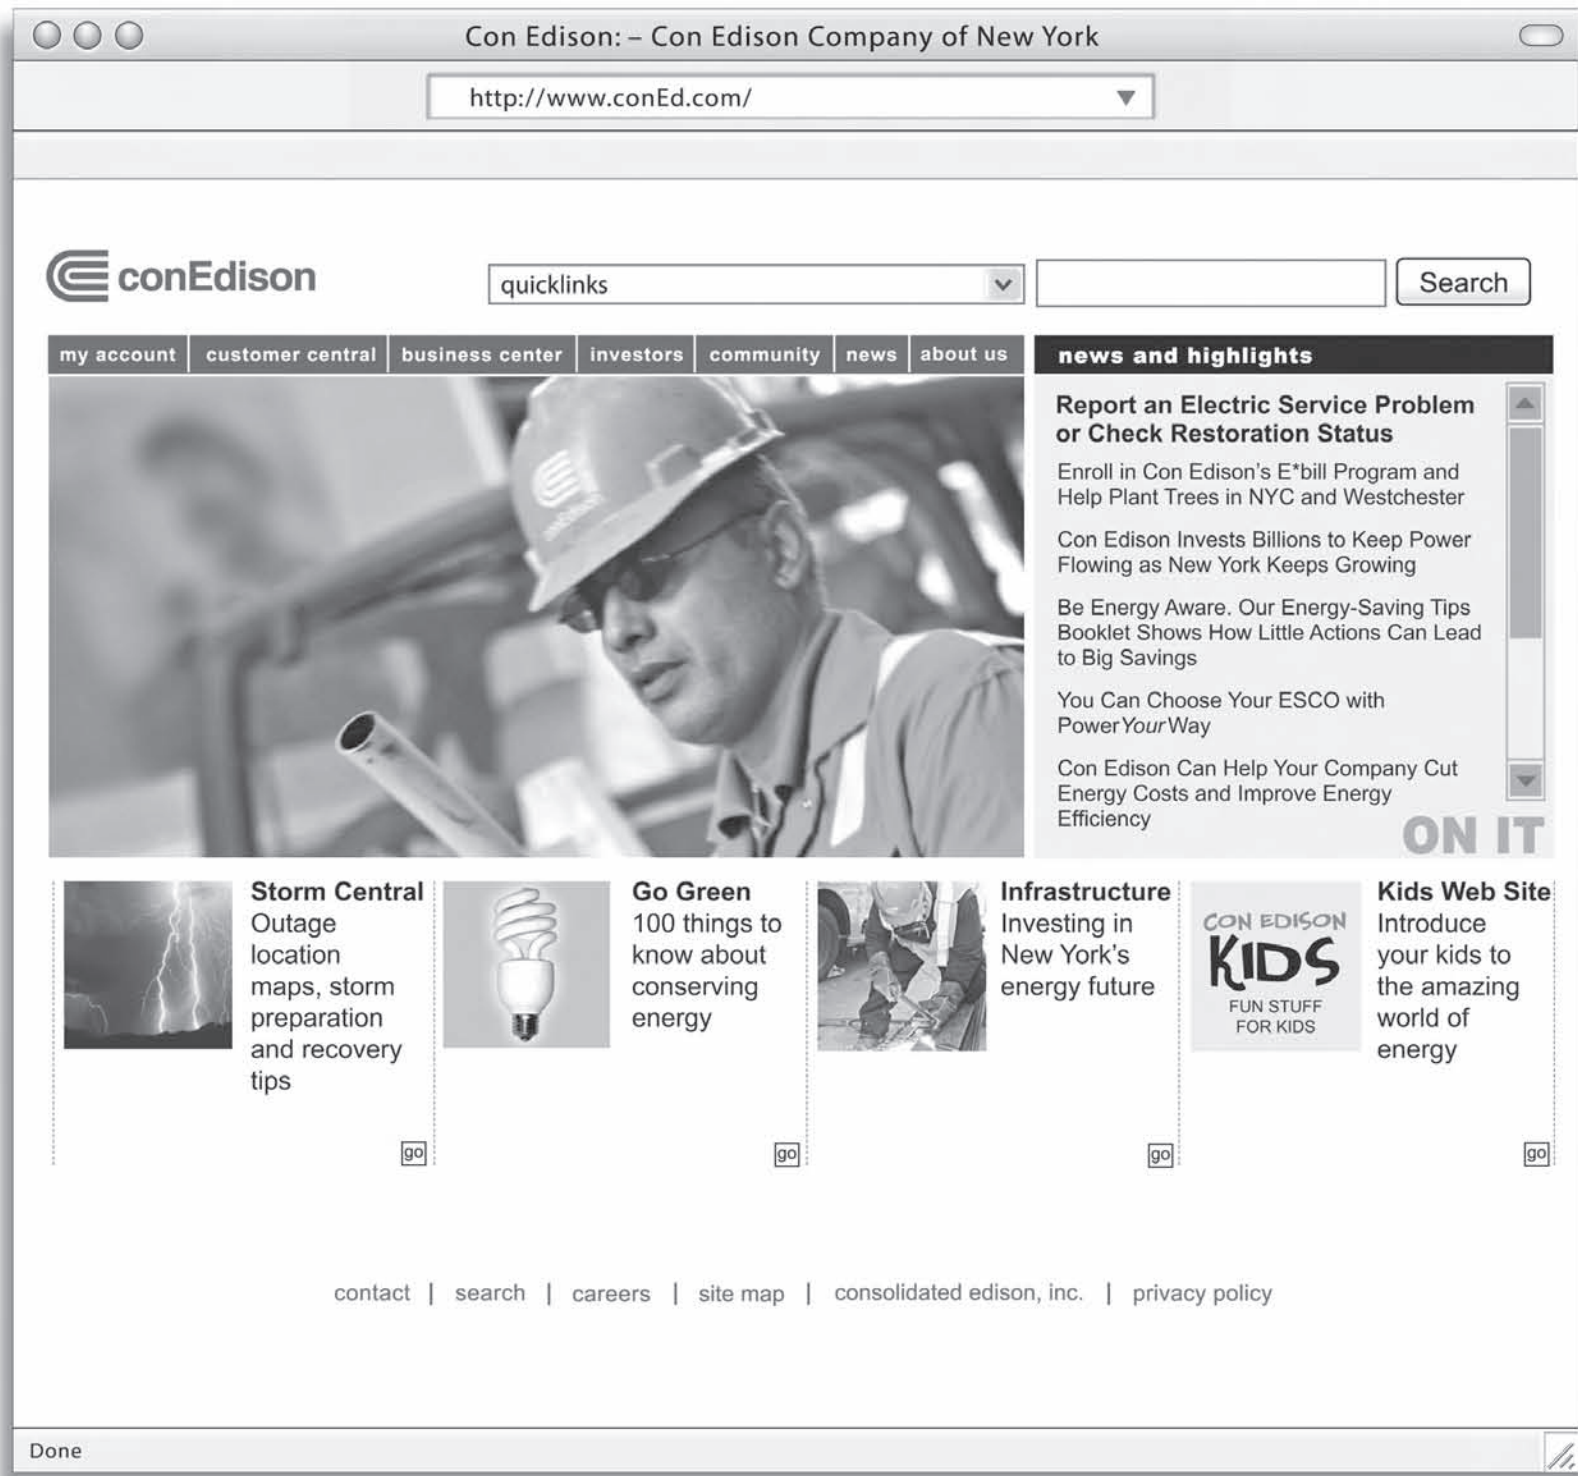 Con Edison: – Con Edison Company of New York
http://www.conEd.com/
conEdison
quicklinks
Search
my account
customer central
business center
investors
community
news
about us
news and highlights
Report an Electric Service Problem
or Check Restoration Status
Enroll in Con Edison's E*bill Program and
Help Plant Trees in NYC and Westchester
Con Edison Invests Billions to Keep Power
Flowing as New York Keeps Growing
Be Energy Aware. Our Energy-Saving Tips
Booklet Shows How Little Actions Can Lead
to Big Savings
You Can Choose Your ESCO with
PowerYourWay
Con Edison Can Help Your Company Cut
Energy Costs and Improve Energy
Efficiency
ON IT
Storm Central
Outage
location
maps, storm
preparation
and recovery
tips
go
Go Green
100 things to
know about
conserving
energy
go
Infrastructure
Investing in
New York's
energy future
go
CON EDISON
KIDS
FUN STUFF
FOR KIDS
Kids Web Site
Introduce
your kids to
the amazing
world of
energy
go
contact | search | careers | site map | consolidated edison, inc. | privacy policy
Done